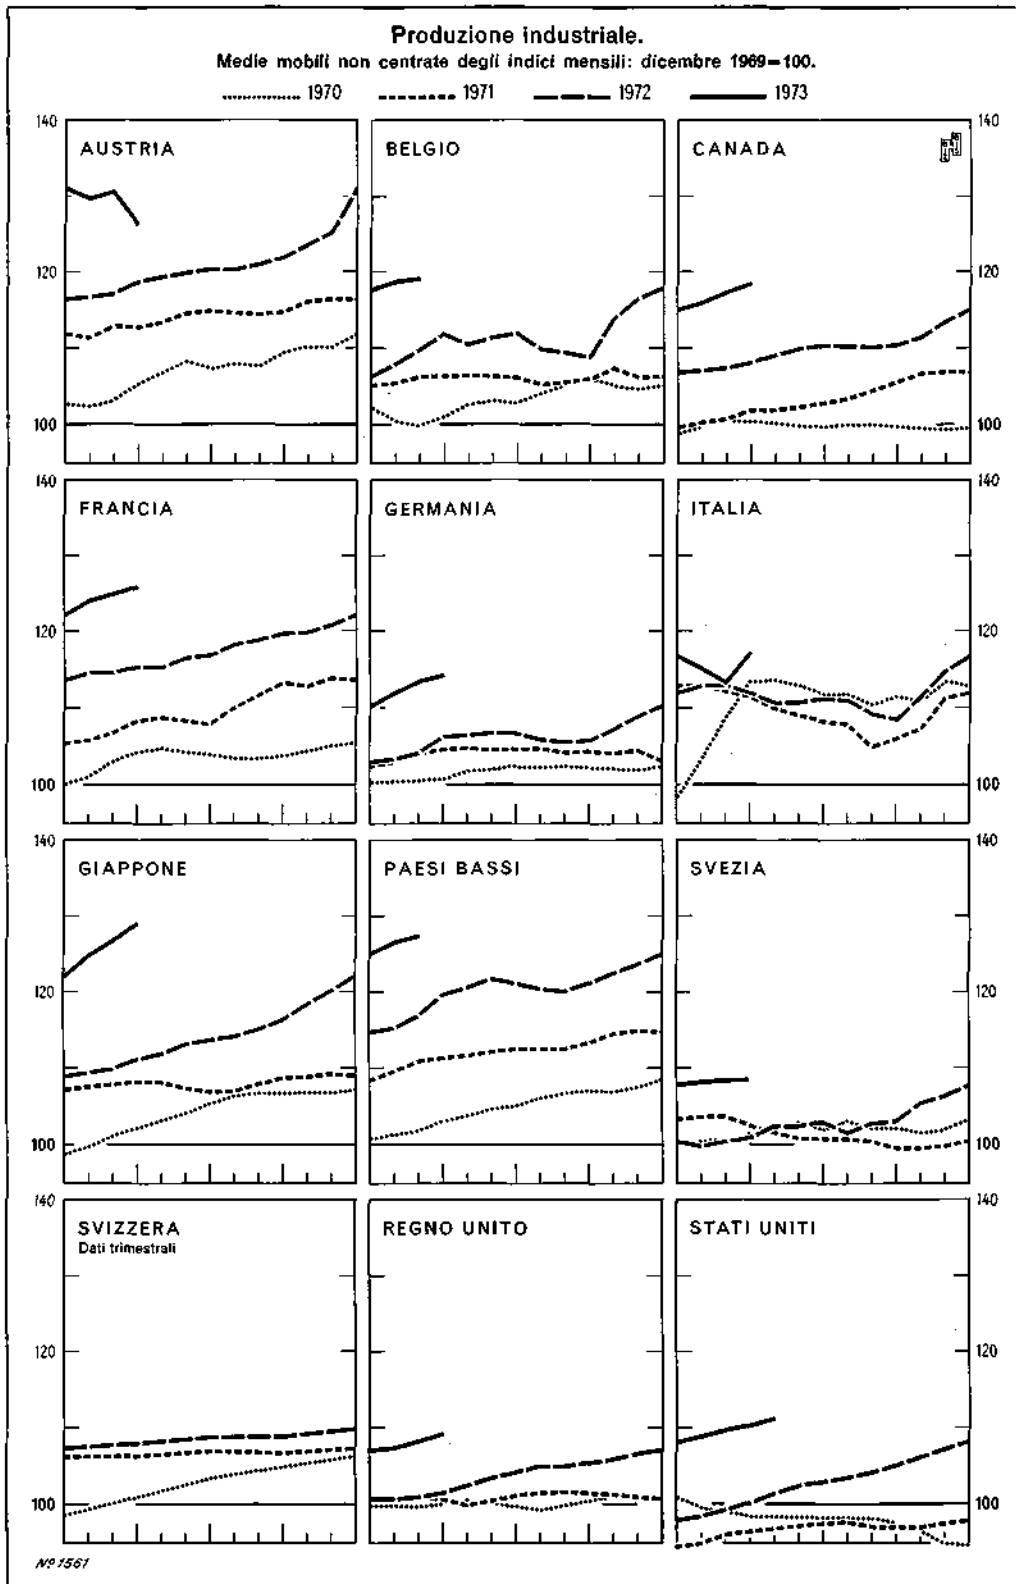 Produzione industriale.
Medie mobili non centrate degli indici mensili: dicembre 1969=100.
1970 1971 1972 1973
140 140
AUSTRIA BELGIO CANADA
120 120
100 100
140 140
FRANCIA GERMANIA ITALIA
120 120
100 100
140 140
GIAPPONE PAESI BASSI SVEZIA
120 120
100 100
140 140
SVIZZERA REGNO UNITO STATI UNITI
Dati trimestrali
120 120
100 100
Nº 1561